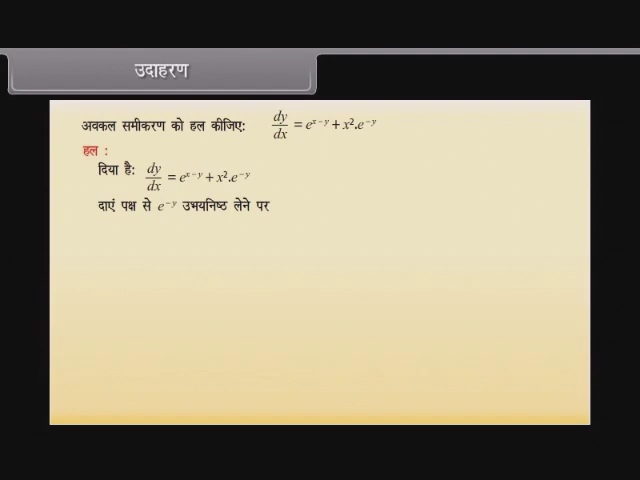 उदाहरण
अवकल समीकरण को हल कीजिए: dy/dx = e^{x−y} + x².e^{−y}
हल :
दिया है: dy/dx = e^{x−y} + x².e^{−y}
दाएं पक्ष से e^{−y} उभयनिष्ठ लेने पर